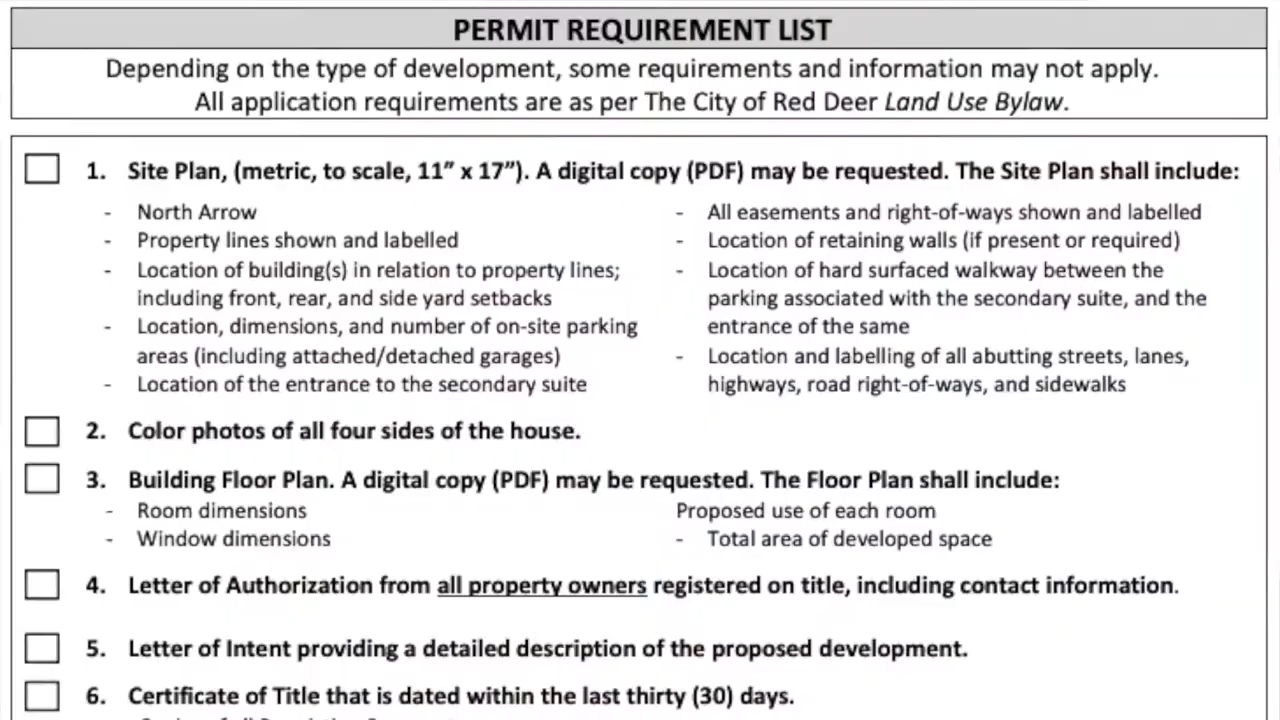 PERMIT REQUIREMENT LIST
Depending on the type of development, some requirements and information may not apply.
All application requirements are as per The City of Red Deer Land Use Bylaw.
1. Site Plan, (metric, to scale, 11” x 17”). A digital copy (PDF) may be requested. The Site Plan shall include:
- North Arrow
- Property lines shown and labelled
- Location of building(s) in relation to property lines;
including front, rear, and side yard setbacks
- Location, dimensions, and number of on-site parking
areas (including attached/detached garages)
- Location of the entrance to the secondary suite
- All easements and right-of-ways shown and labelled
- Location of retaining walls (if present or required)
- Location of hard surfaced walkway between the
parking associated with the secondary suite, and the
entrance of the same
- Location and labelling of all abutting streets, lanes,
highways, road right-of-ways, and sidewalks
2. Color photos of all four sides of the house.
3. Building Floor Plan. A digital copy (PDF) may be requested. The Floor Plan shall include:
- Room dimensions
- Window dimensions
Proposed use of each room
- Total area of developed space
4. Letter of Authorization from all property owners registered on title, including contact information.
5. Letter of Intent providing a detailed description of the proposed development.
6. Certificate of Title that is dated within the last thirty (30) days.